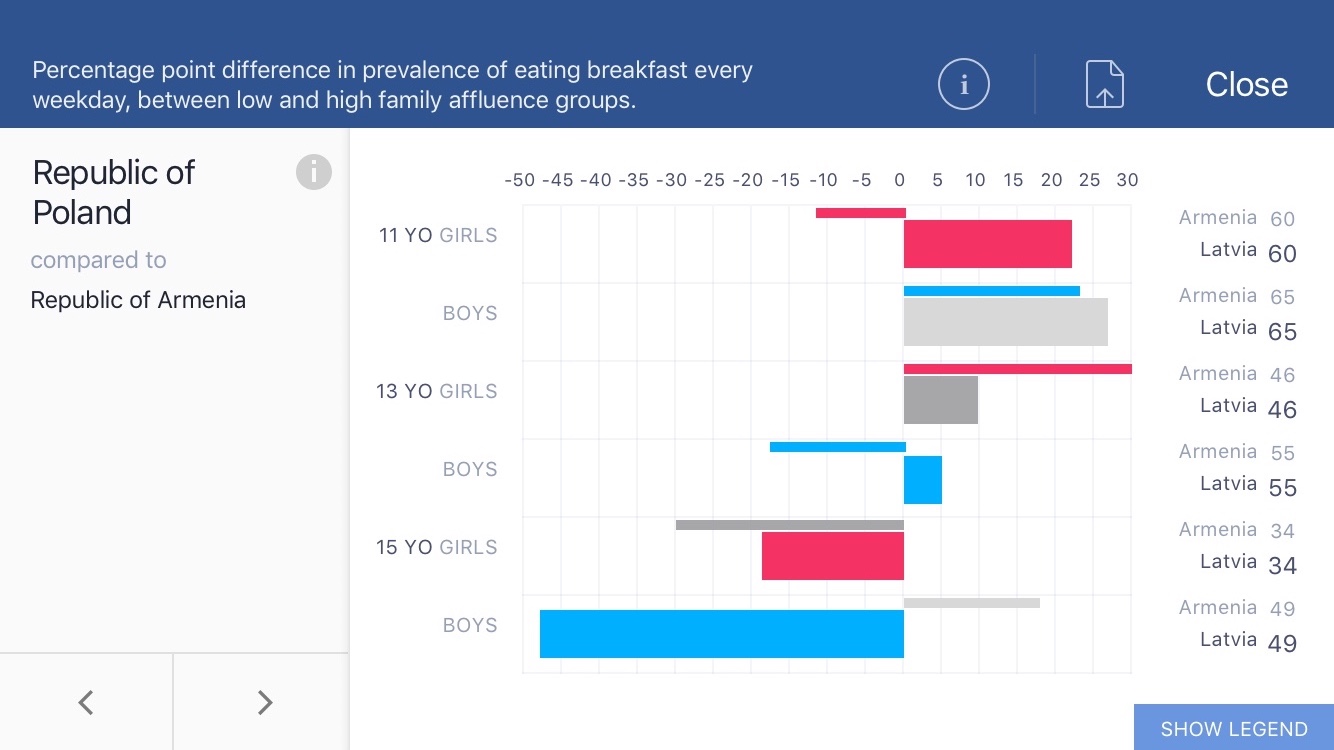 Percentage point difference in prevalence of eating breakfast every
weekday, between low and high family affluence groups.
i
Close
Republic of
Poland
i
compared to
Republic of Armenia
-50 -45 -40 -35 -30 -25 -20 -15 -10 -5 0 5 10 15 20 25 30
11 YO GIRLS
Armenia 60
Latvia 60
BOYS
Armenia 65
Latvia 65
13 YO GIRLS
Armenia 46
Latvia 46
BOYS
Armenia 55
Latvia 55
15 YO GIRLS
Armenia 34
Latvia 34
BOYS
Armenia 49
Latvia 49
SHOW LEGEND